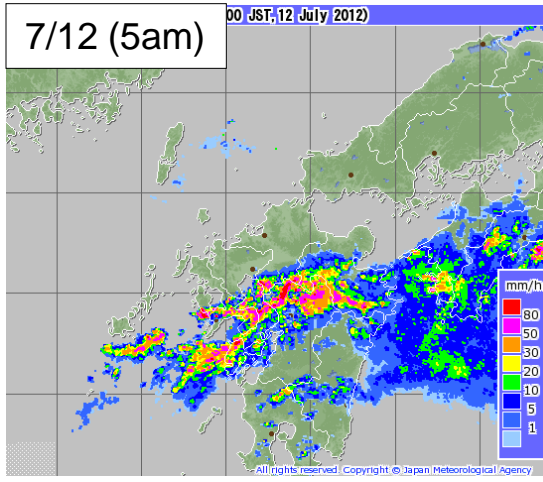 7/12 (5am)
00 JST, 12 July 2012)
mm/h
80
50
30
20
10
5
1
All rights reserved. Copyright © Japan Meteorological Agency